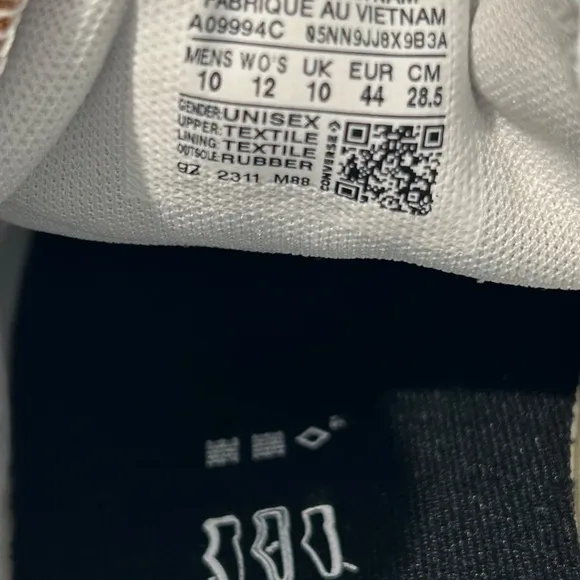 FABRIQUE AU VIETNAM
A09994C 05NN9JJ8X9B3A
MENS WO'S UK EUR CM
10 12 10 44 28.5
GENDER: UNISEX
UPPER: TEXTILE
LINING: TEXTILE
OUTSOLE: RUBBER
9Z 2311 M88
CONVERSE